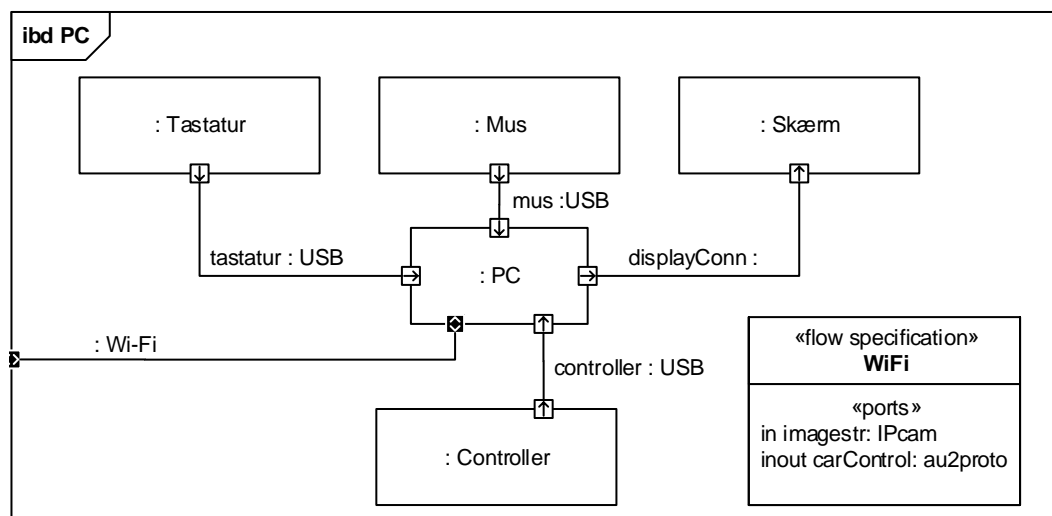 ibd PC
: Tastatur
: Mus
: Skærm
mus :USB
tastatur : USB
: PC
displayConn :
: Wi-Fi
controller : USB
: Controller
«flow specification»
WiFi
«ports»
in imagestr: IPcam
inout carControl: au2proto